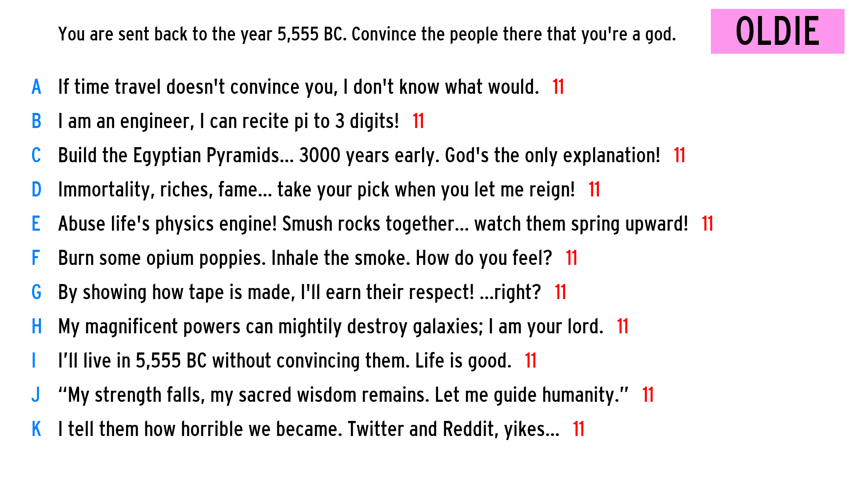 You are sent back to the year 5,555 BC. Convince the people there that you're a god.
OLDIE
A If time travel doesn't convince you, I don't know what would. 11
B I am an engineer, I can recite pi to 3 digits! 11
C Build the Egyptian Pyramids... 3000 years early. God's the only explanation! 11
D Immortality, riches, fame... take your pick when you let me reign! 11
E Abuse life's physics engine! Smush rocks together... watch them spring upward! 11
F Burn some opium poppies. Inhale the smoke. How do you feel? 11
G By showing how tape is made, I'll earn their respect! ...right? 11
H My magnificent powers can mightily destroy galaxies; I am your lord. 11
I I’ll live in 5,555 BC without convincing them. Life is good. 11
J “My strength falls, my sacred wisdom remains. Let me guide humanity.” 11
K I tell them how horrible we became. Twitter and Reddit, yikes... 11